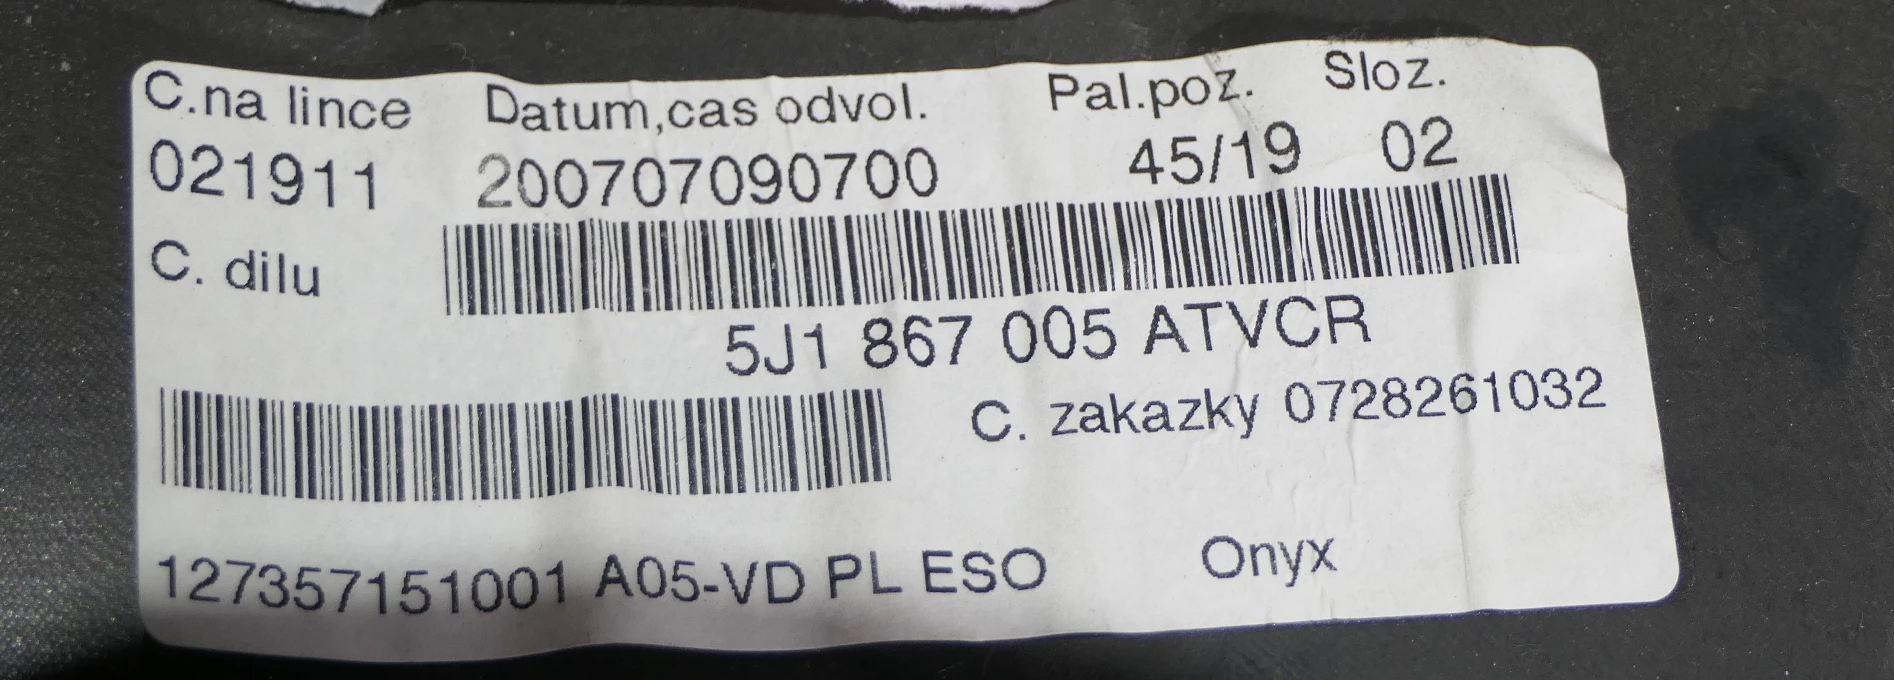 C.na lince Datum,cas odvol. Pal.poz. Sloz.
021911 200707090700 45/19 02
C. dilu
5J1 867 005 ATVCR
C. zakazky 0728261032
127357151001 A05-VD PL ESO Onyx